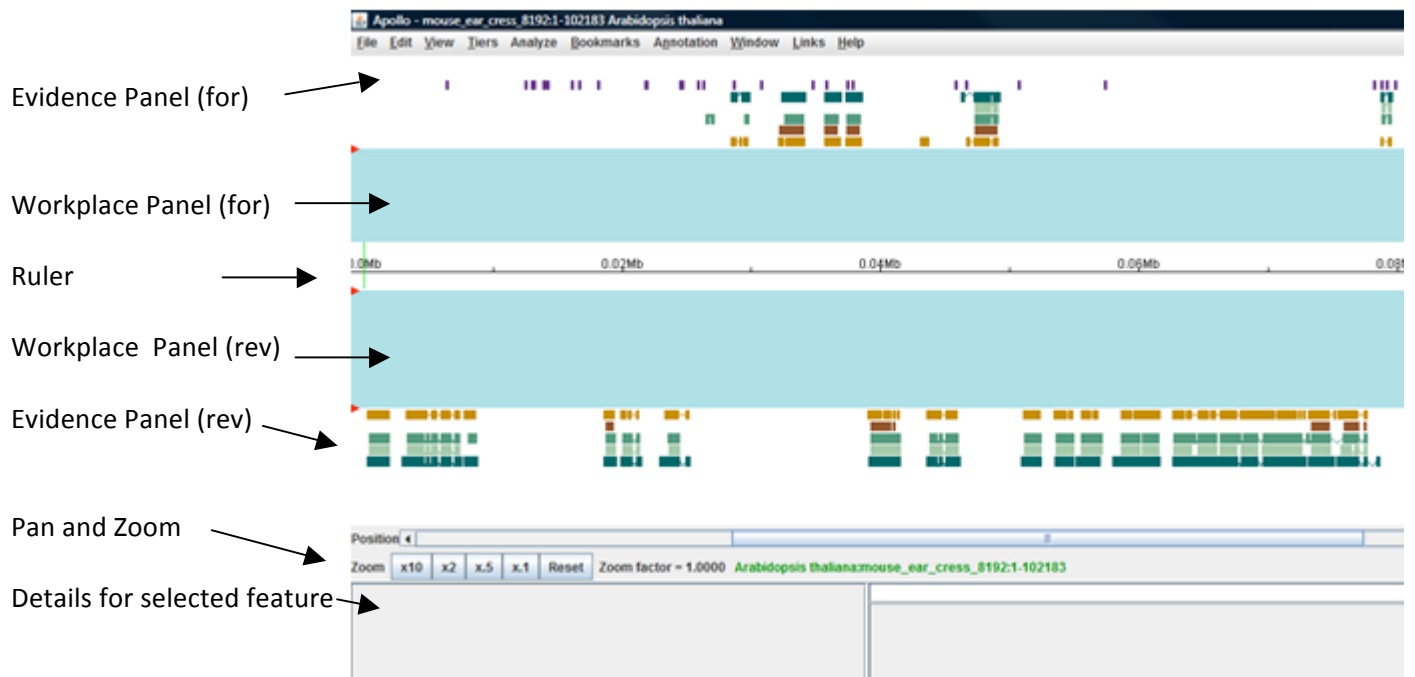 Apollo - mouse_ear_cress_8192:1-102183 Arabidopsis thaliana
File Edit View Tiers Analyze Bookmarks Annotation Window Links Help
Evidence Panel (for)
Workplace Panel (for)
0.02Mb 0.04Mb 0.06Mb
Ruler
Workplace Panel (rev)
Evidence Panel (rev)
Pan and Zoom
Position
Zoom x10 x2 x.5 x.1 Reset Zoom factor = 1.0000 Arabidopsis thaliana:mouse_ear_cress_8192:1-102183
Details for selected feature